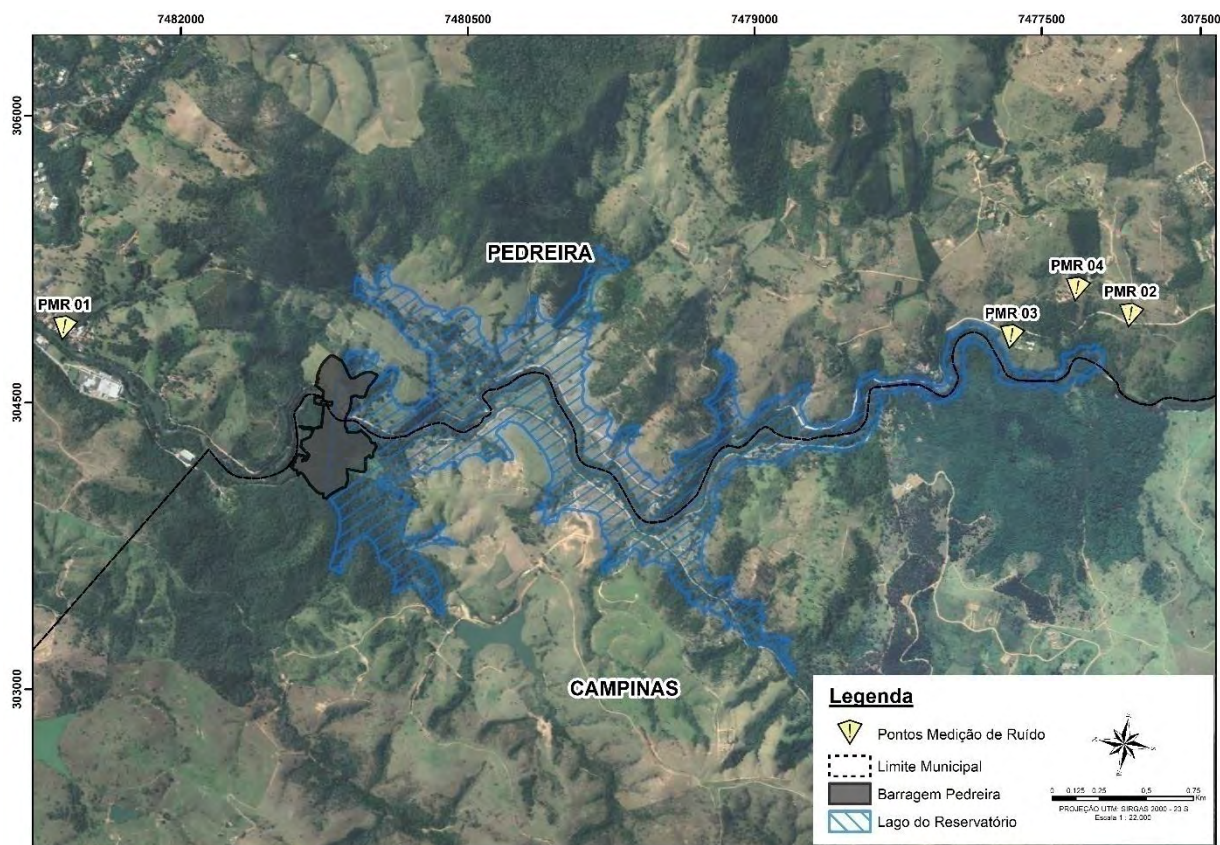 7482000
7480500
7479000
7477500
307500
306000
PEDREIRA
PMR 04
PMR 01
PMR 02
PMR 03
304500
303000
CAMPINAS
Legenda
Pontos Medição de Ruído
Limite Municipal
Barragem Pedreira
Lago do Reservatório
0 0.125 0.25 0,5 0.75
Km
PROJEÇÃO UTM: SIRGAS 2000 - 23 S
Escala 1 : 22.000